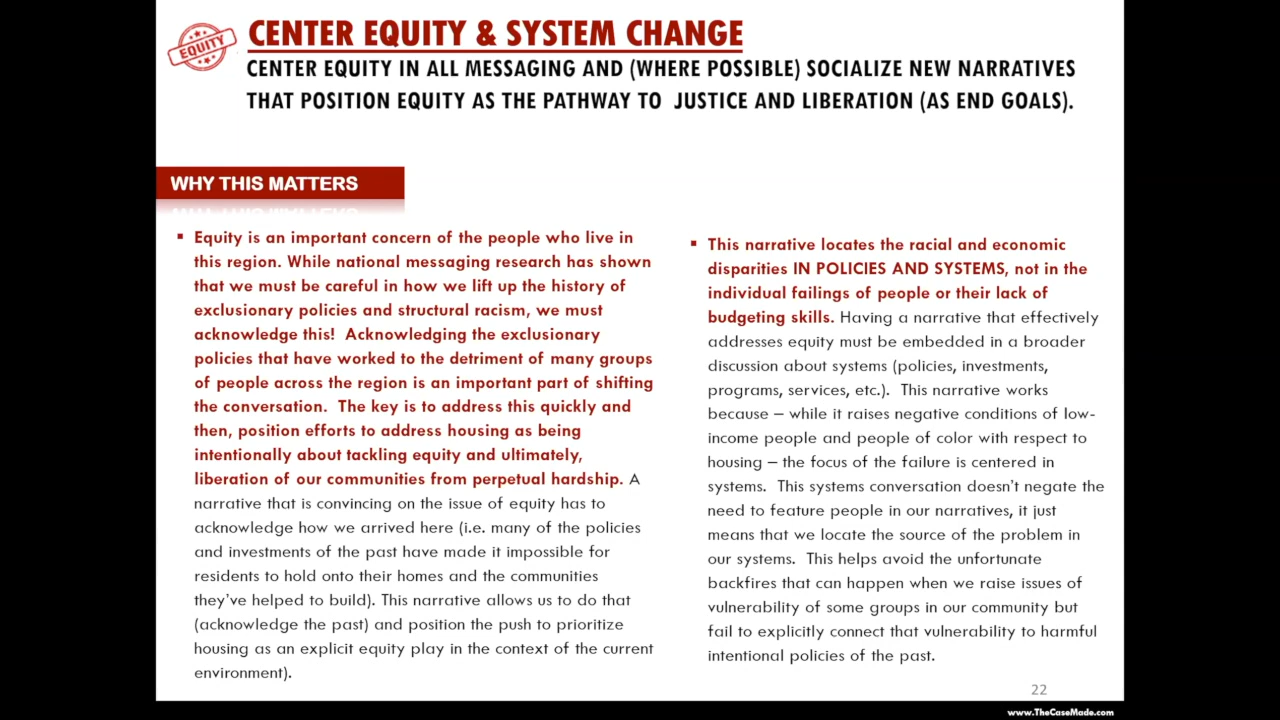 EQUITY
CENTER EQUITY & SYSTEM CHANGE
CENTER EQUITY IN ALL MESSAGING AND (WHERE POSSIBLE) SOCIALIZE NEW NARRATIVES
THAT POSITION EQUITY AS THE PATHWAY TO JUSTICE AND LIBERATION (AS END GOALS).
WHY THIS MATTERS
▪ Equity is an important concern of the people who live in
this region. While national messaging research has shown
that we must be careful in how we lift up the history of
exclusionary policies and structural racism, we must
acknowledge this! Acknowledging the exclusionary
policies that have worked to the detriment of many groups
of people across the region is an important part of shifting
the conversation. The key is to address this quickly and
then, position efforts to address housing as being
intentionally about tackling equity and ultimately,
liberation of our communities from perpetual hardship. A
narrative that is convincing on the issue of equity has to
acknowledge how we arrived here (i.e. many of the policies
and investments of the past have made it impossible for
residents to hold onto their homes and the communities
they've helped to build). This narrative allows us to do that
(acknowledge the past) and position the push to prioritize
housing as an explicit equity play in the context of the current
environment).
▪ This narrative locates the racial and economic
disparities IN POLICIES AND SYSTEMS, not in the
individual failings of people or their lack of
budgeting skills. Having a narrative that effectively
addresses equity must be embedded in a broader
discussion about systems (policies, investments,
programs, services, etc.). This narrative works
because – while it raises negative conditions of low-
income people and people of color with respect to
housing – the focus of the failure is centered in
systems. This systems conversation doesn't negate the
need to feature people in our narratives, it just
means that we locate the source of the problem in
our systems. This helps avoid the unfortunate
backfires that can happen when we raise issues of
vulnerability of some groups in our community but
fail to explicitly connect that vulnerability to harmful
intentional policies of the past.
22
www.TheCaseMade.com